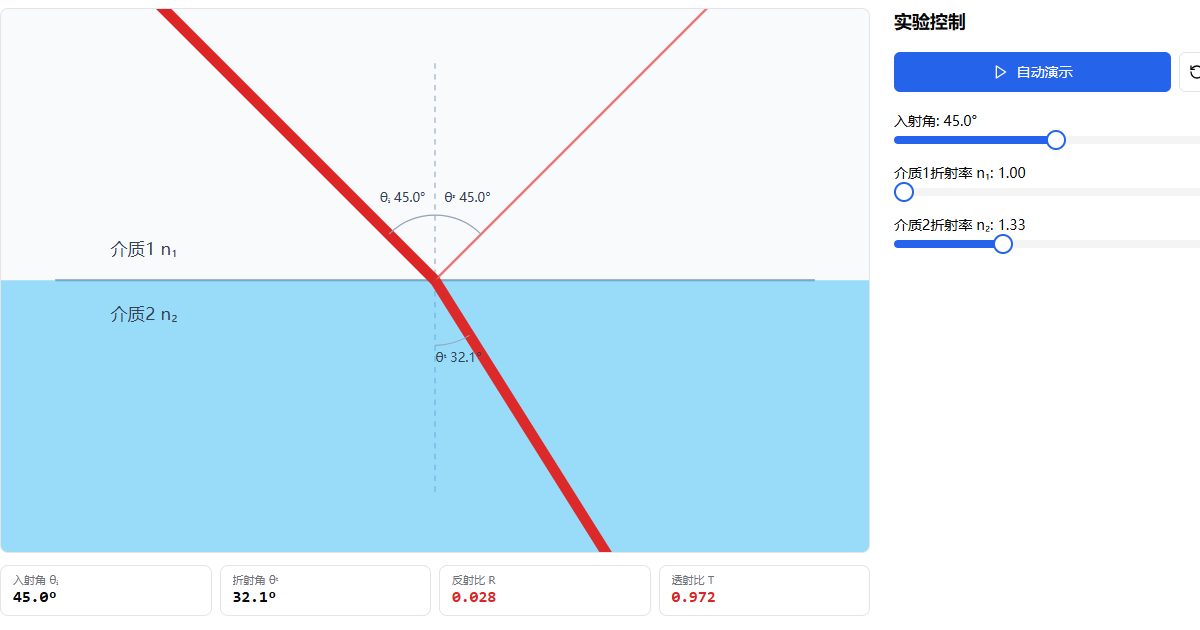 实验控制
自动演示
入射角: 45.0°
介质1折射率 n₁: 1.00
介质2折射率 n₂: 1.33
θᵢ 45.0°
θʳ 45.0°
介质1 n₁
介质2 n₂
θᵗ 32.1°
入射角 θᵢ
45.0°
折射角 θᵗ
32.1°
反射比 R
0.028
透射比 T
0.972